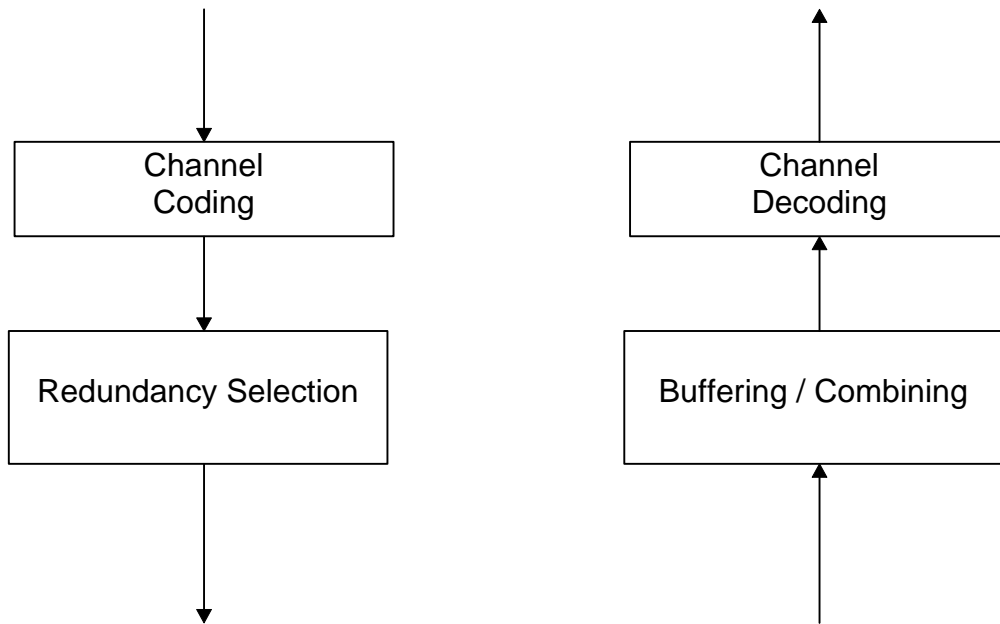 Channel
Coding
Redundancy Selection
Channel
Decoding
Buffering / Combining